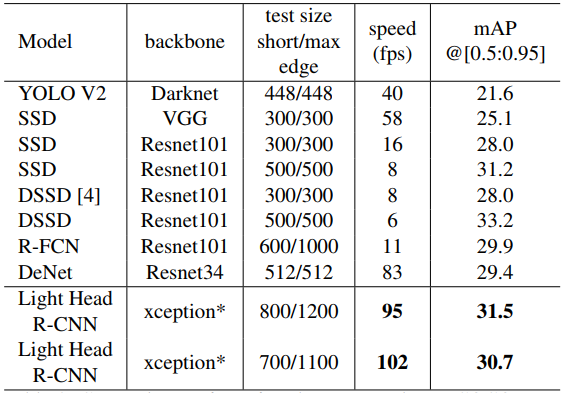 Model backbone test size short/max edge speed (fps) mAP @[0.5:0.95]
YOLO V2 Darknet 448/448 40 21.6
SSD VGG 300/300 58 25.1
SSD Resnet101 300/300 16 28.0
SSD Resnet101 500/500 8 31.2
DSSD [4] Resnet101 300/300 8 28.0
DSSD Resnet101 500/500 6 33.2
R-FCN Resnet101 600/1000 11 29.9
DeNet Resnet34 512/512 83 29.4
Light Head R-CNN xception* 800/1200 95 31.5
Light Head R-CNN xception* 700/1100 102 30.7